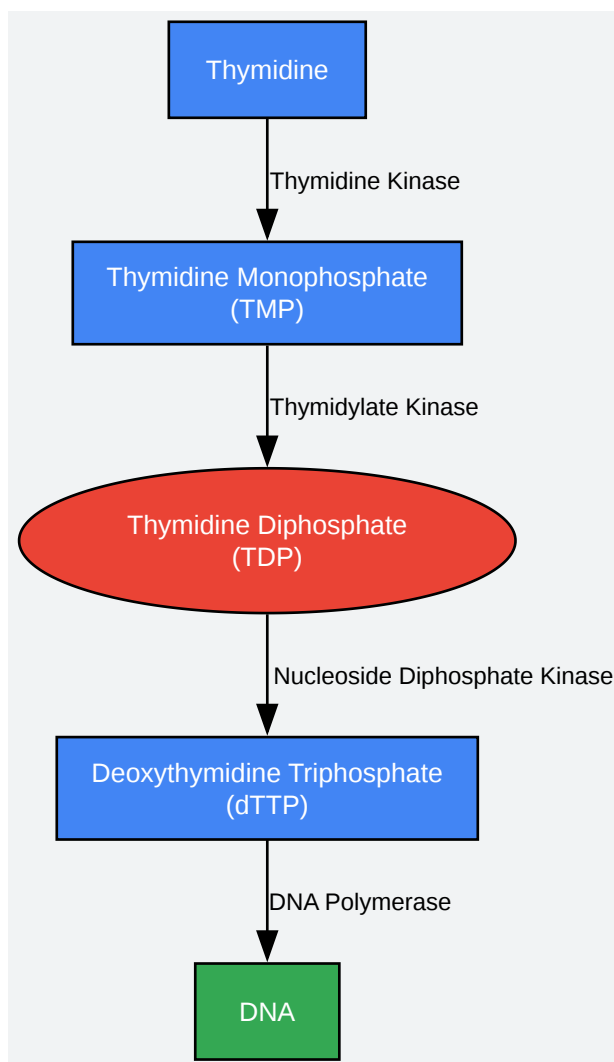 Thymidine
Thymidine Kinase
Thymidine Monophosphate
(TMP)
Thymidylate Kinase
Thymidine Diphosphate
(TDP)
Nucleoside Diphosphate Kinase
Deoxythymidine Triphosphate
(dTTP)
DNA Polymerase
DNA